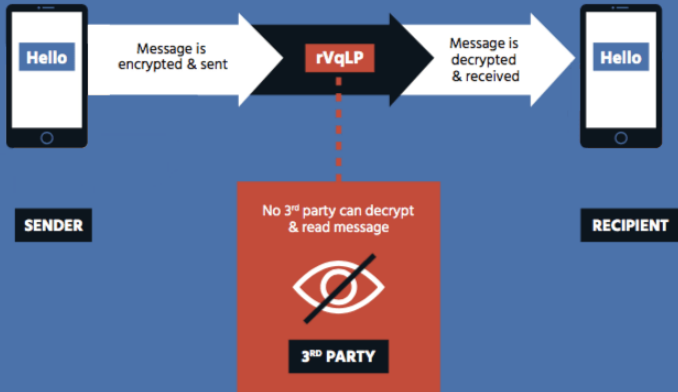 Hello
Message is
encrypted & sent
rVqLP
Message is
decrypted
& received
Hello
SENDER
No 3rd party can decrypt
& read message
3RD PARTY
RECIPIENT